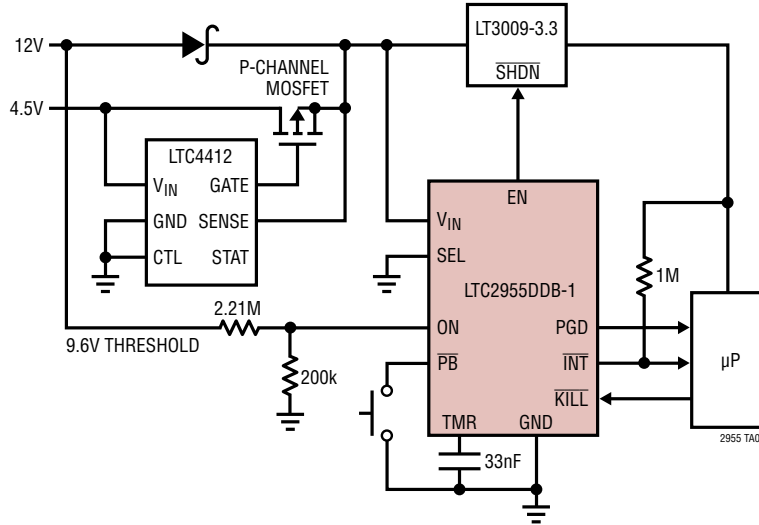 12V
LT3009-3.3
SHDN
P-CHANNEL
MOSFET
4.5V
LTC4412
VIN GATE
GND SENSE
CTL STAT
EN
VIN
SEL
LTC2955DDB-1
1M
2.21M
9.6V THRESHOLD
ON
PGD
200k
PB
INT
µP
KILL
TMR GND
33nF
2955 TA0